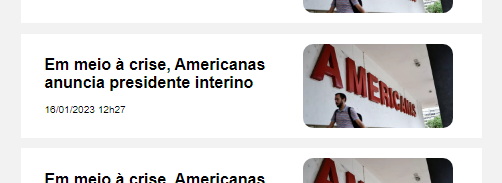 Em meio à crise, Americanas
anuncia presidente interino
16/01/2023 12h27
AMERICANAS
Em meio à crise, Americanas